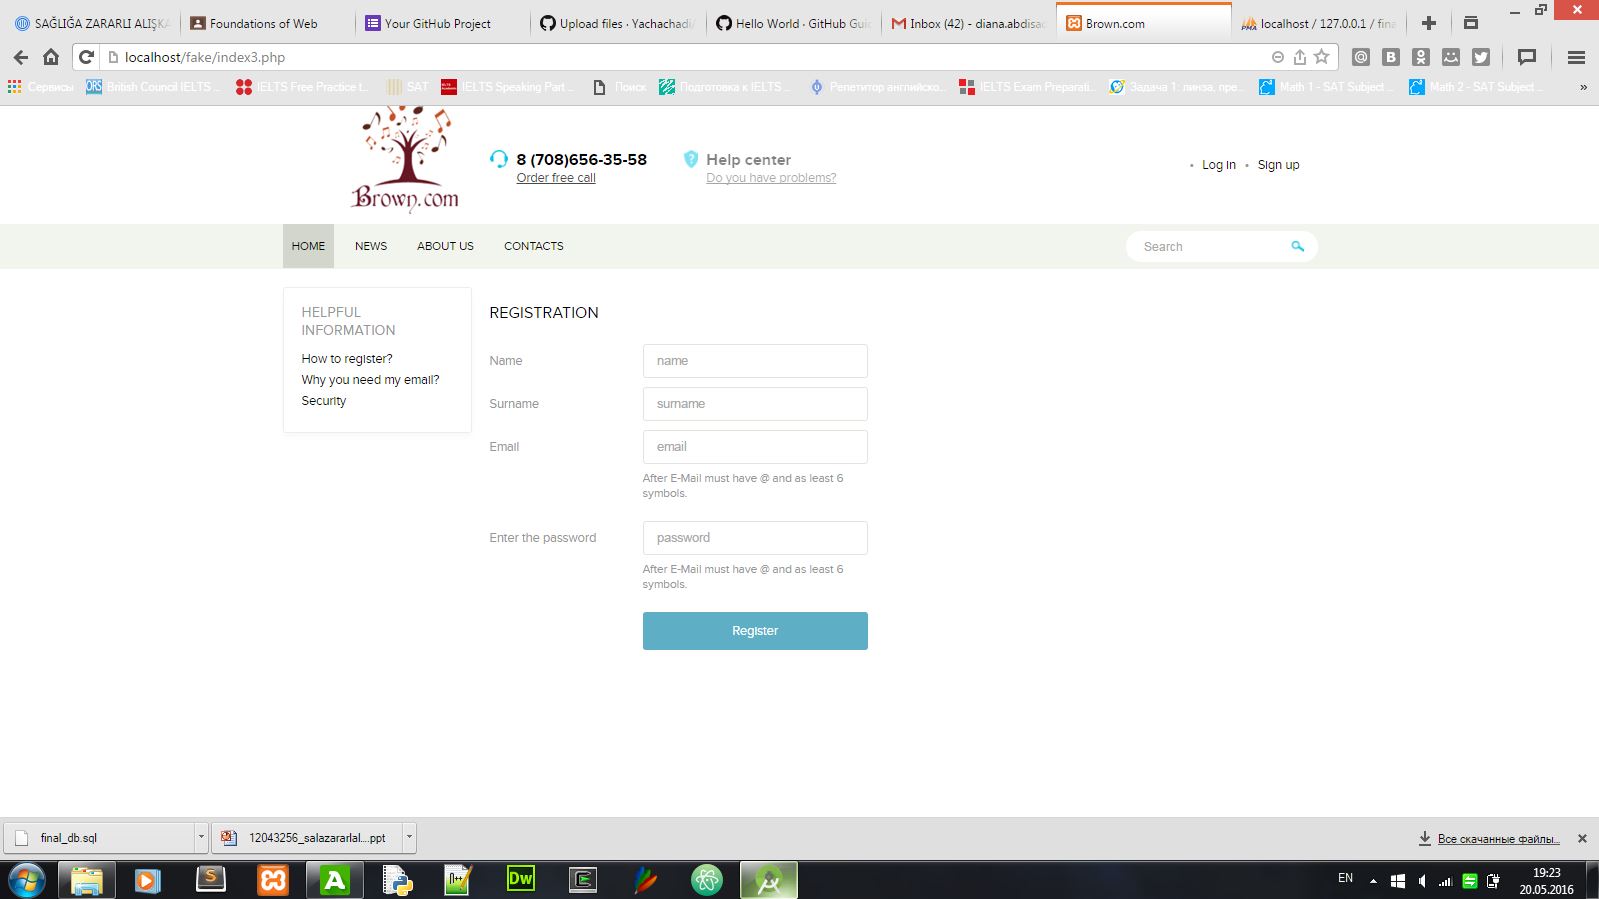 SAĞLIĞA ZARARLI ALIŞKA
Foundations of Web
Your GitHub Project
Upload files · Yachachadi/
Hello World · GitHub Guid
Inbox (42) - diana.abdisad
Brown.com
localhost / 127.0.0.1 / fina
localhost/fake/index3.php
Сервисы
British Council IELTS ...
IELTS Free Practice t...
SAT
IELTS Speaking Part ...
Поиск
Подготовка к IELTS ...
Репетитор английско...
IELTS Exam Preparati...
Задача 1: линза, пре...
Math 1 - SAT Subject ...
Math 2 - SAT Subject ...
»
Brown.com
8 (708)656-35-58
Order free call
Help center
Do you have problems?
• Log in • Sign up
HOME
NEWS
ABOUT US
CONTACTS
Search
HELPFUL
INFORMATION
How to register?
Why you need my email?
Security
REGISTRATION
Name
name
Surname
surname
Email
email
After E-Mail must have @ and as least 6
symbols.
Enter the password
password
After E-Mail must have @ and as least 6
symbols.
Register
final_db.sql
12043256_salazararlal....ppt
Все скачанные файлы...
Dw
EN
19:23
20.05.2016